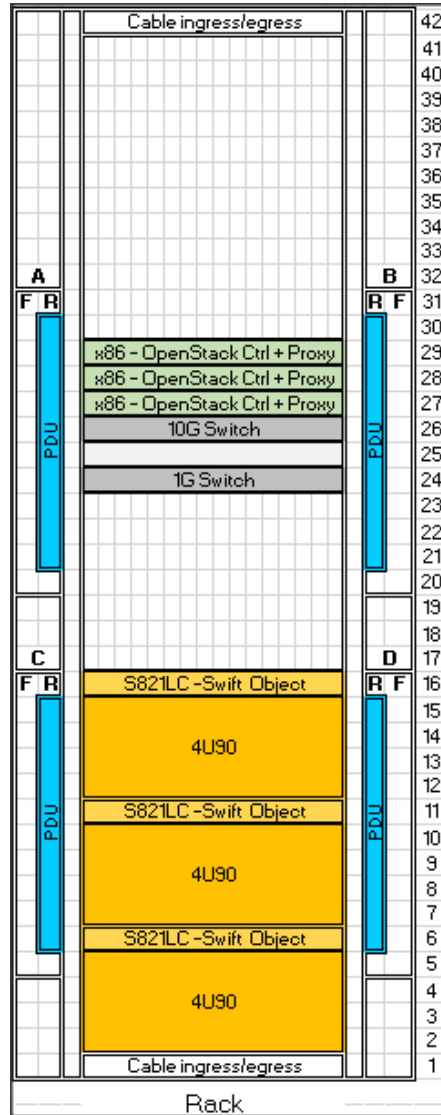 Cable ingress/egress 42
41
40
39
38
37
36
35
34
33
A B 32
F R R F 31
30
x86 - OpenStack Ctrl + Proxy 29
x86 - OpenStack Ctrl + Proxy 28
x86 - OpenStack Ctrl + Proxy 27
10G Switch 26
PDU PDU 25
1G Switch 24
23
22
21
20
19
18
C D 17
F R S821LC -Swift Object R F 16
15
4U90 14
13
12
PDU S821LC -Swift Object PDU 11
10
4U90 9
8
7
S821LC -Swift Object 6
5
4
4U90 3
2
Cable ingress/egress 1
Rack